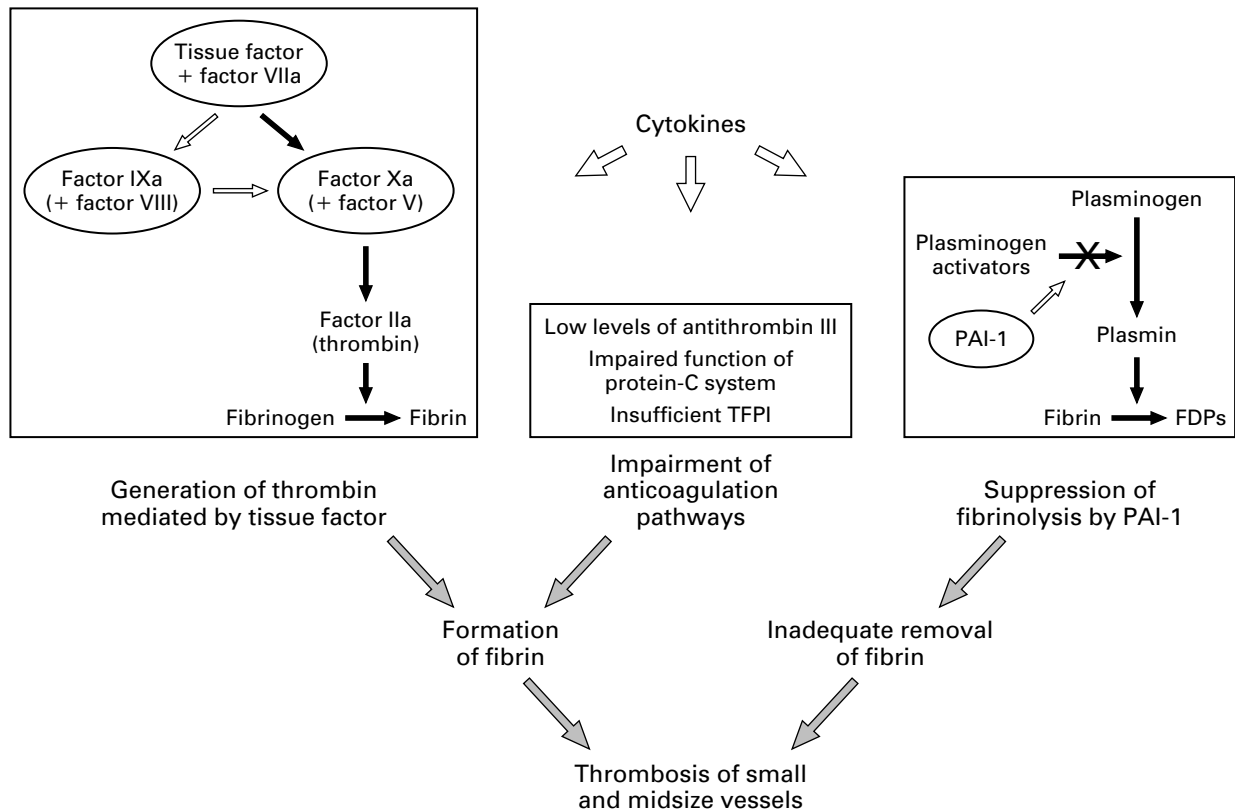 Tissue factor
+ factor VIIa
Factor IXa
(+ factor VIII)
Factor Xa
(+ factor V)
Factor IIa
(thrombin)
Fibrinogen
Fibrin
Generation of thrombin
mediated by tissue factor
Cytokines
Low levels of antithrombin III
Impaired function of
protein-C system
Insufficient TFPI
Impairment of
anticoagulation
pathways
Plasminogen
Plasminogen
activators
X
PAI-1
Plasmin
Fibrin
FDPs
Suppression of
fibrinolysis by PAI-1
Formation
of fibrin
Inadequate removal
of fibrin
Thrombosis of small
and midsize vessels